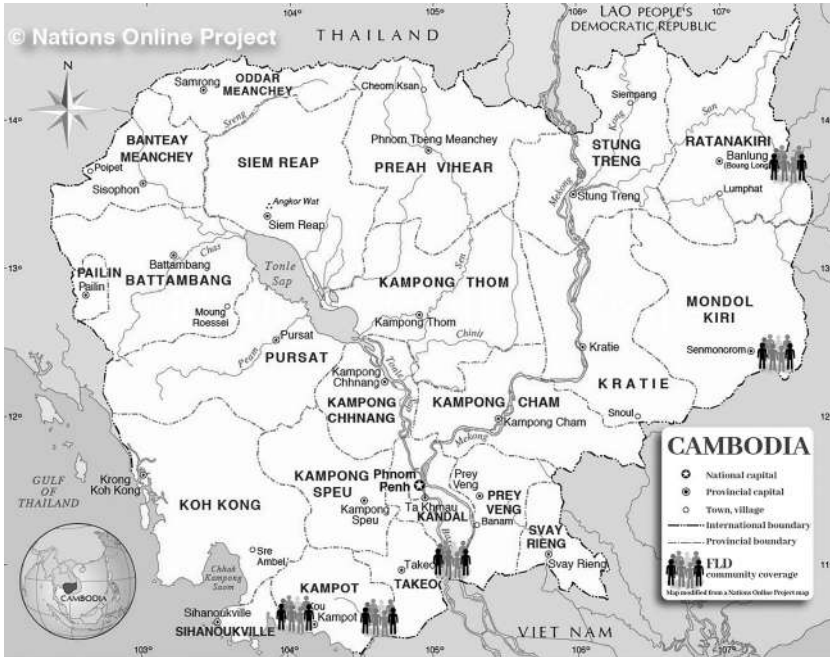 © Nations Online Project
THAILAND
LAO PEOPLE'S
DEMOCRATIC REPUBLIC
104°
105°
106°
107°
N
14°
13°
12°
11°
ODDAR
MEANCHEY
Samrong
Cheom Ksan
Siempang
Kong
San
Sreng
BANTEAY
MEANCHEY
Poipet
Sisophon
SIEM REAP
Angkor Wat
Siem Reap
Phnom Tbeng Meanchey
PREAH VIHEAR
STUNG
TRENG
RATANAKIRI
Banlung
(Boung Long)
Lumphat
14°
Mekong
Stung Treng
Chas
Battambang
BATTAMBANG
PAILIN
Pailin
Tonle
Sap
Sen
KAMPONG THOM
Kampong Thom
Chinit
Moung
Roessei
Pursat
PURSAT
Peam
MONDOL
KIRI
Senmonorom
13°
Kratie
KRATIE
Snoul
Kampong
Chhnang
KAMPONG
CHHNANG
Tonle
KAMPONG CHAM
Kampong Cham
Mekong
GULF
OF
THAILAND
Krong
Koh Kong
KOH KONG
KAMPONG
SPEU
Kampong
Speu
Phnom
Penh
Ta Khmau
KANDAL
Prey
Veng
PREY
VENG
Banam
SVAY
RIENG
Svay Rieng
Sre
Ambel
Chhak
Kampong
Saom
Takeo
TAKEO
KAMPOT
Kampot
Sihanoukville
SIHANOUKVILLE
VIET NAM
103°
104°
105°
106°
107°
CAMBODIA
CAMBODIA
National capital
Provincial capital
Town, village
International boundary
Provincial boundary
FLD
community coverage
Map modified from a Nations Online Project map